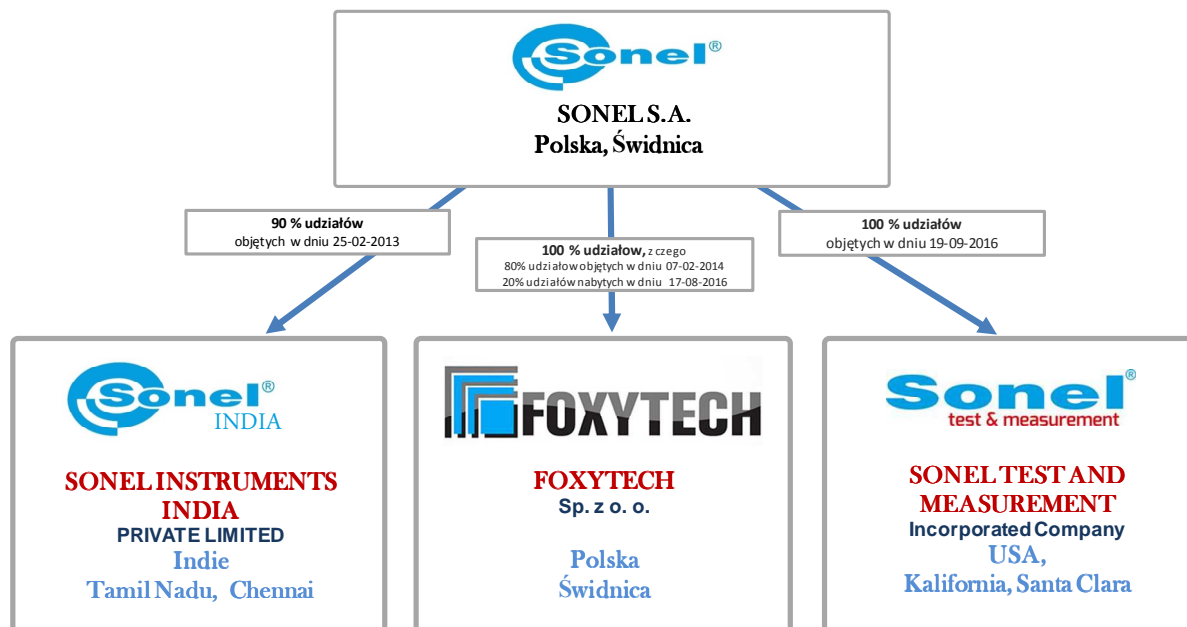 Sonel®
SONEL S.A.
Polska, Świdnica
90 % udziałów
objętych w dniu 25-02-2013
100 % udziałow, z czego
80% udziałow objętych w dniu 07-02-2014
20% udziałów nabytych w dniu 17-08-2016
100 % udziałów
objętych w dniu 19-09-2016
Sonel®
INDIA
SONEL INSTRUMENTS
INDIA
PRIVATE LIMITED
Indie
Tamil Nadu, Chennai
FOXYTECH
FOXYTECH
Sp. z o. o.
Polska
Świdnica
Sonel®
test & measurement
SONEL TEST AND
MEASUREMENT
Incorporated Company
USA,
Kalifornia, Santa Clara